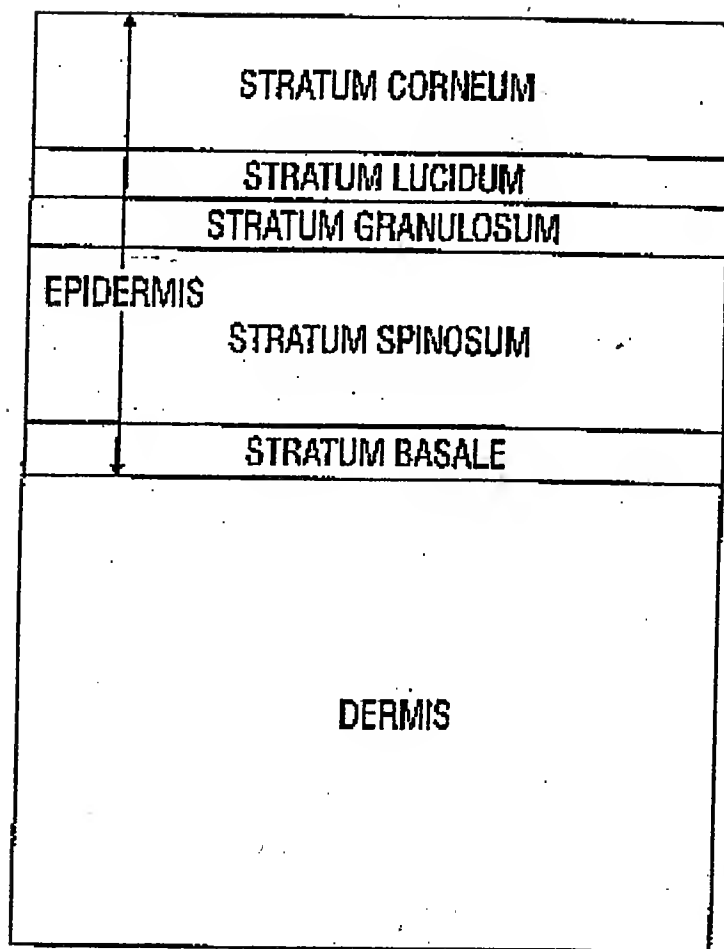 STRATUM CORNEUM
STRATUM LUCIDUM
STRATUM GRANULOSUM
EPIDERMIS
STRATUM SPINOSUM
STRATUM BASALE
DERMIS